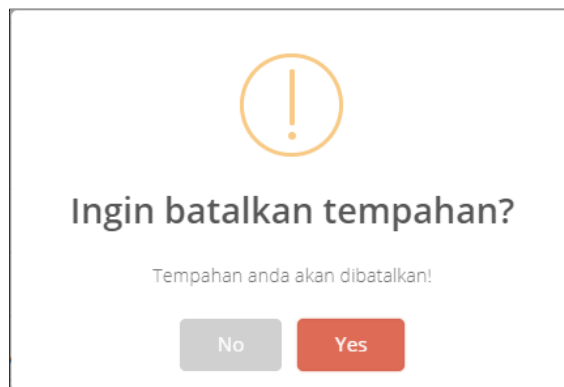 Ingin batalkan tempahan?
Tempahan anda akan dibatalkan!
No Yes